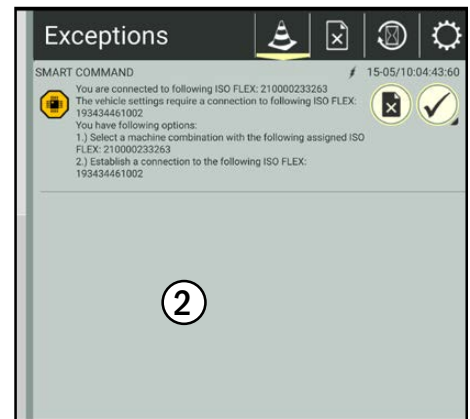 Exceptions
SMART COMMAND 15-05/10:04:43:60
You are connected to following ISO FLEX: 210000233263
The vehicle settings require a connection to following ISO FLEX:
193434461002
You have following options:
1.) Select a machine combination with the following assigned ISO
FLEX: 210000233263
2.) Establish a connection to the following ISO FLEX:
193434461002
2